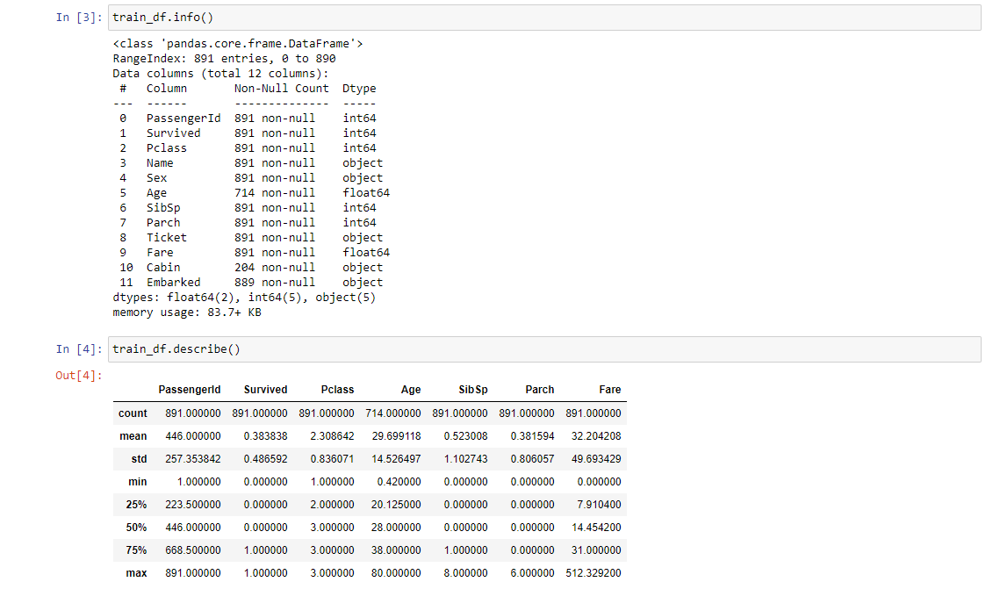 In [3]: train_df.info()
<class 'pandas.core.frame.DataFrame'>
RangeIndex: 891 entries, 0 to 890
Data columns (total 12 columns):
 #   Column       Non-Null Count  Dtype
---  ------       --------------  -----
 0   PassengerId  891 non-null    int64
 1   Survived     891 non-null    int64
 2   Pclass       891 non-null    int64
 3   Name         891 non-null    object
 4   Sex          891 non-null    object
 5   Age          714 non-null    float64
 6   SibSp        891 non-null    int64
 7   Parch        891 non-null    int64
 8   Ticket       891 non-null    object
 9   Fare         891 non-null    float64
 10  Cabin        204 non-null    object
 11  Embarked     889 non-null    object
dtypes: float64(2), int64(5), object(5)
memory usage: 83.7+ KB
In [4]: train_df.describe()
Out[4]:
PassengerId Survived Pclass Age SibSp Parch Fare
count 891.000000 891.000000 891.000000 714.000000 891.000000 891.000000 891.000000
mean 446.000000 0.383838 2.308642 29.699118 0.523008 0.381594 32.204208
std 257.353842 0.486592 0.836071 14.526497 1.102743 0.806057 49.693429
min 1.000000 0.000000 1.000000 0.420000 0.000000 0.000000 0.000000
25% 223.500000 0.000000 2.000000 20.125000 0.000000 0.000000 7.910400
50% 446.000000 0.000000 3.000000 28.000000 0.000000 0.000000 14.454200
75% 668.500000 1.000000 3.000000 38.000000 1.000000 0.000000 31.000000
max 891.000000 1.000000 3.000000 80.000000 8.000000 6.000000 512.329200